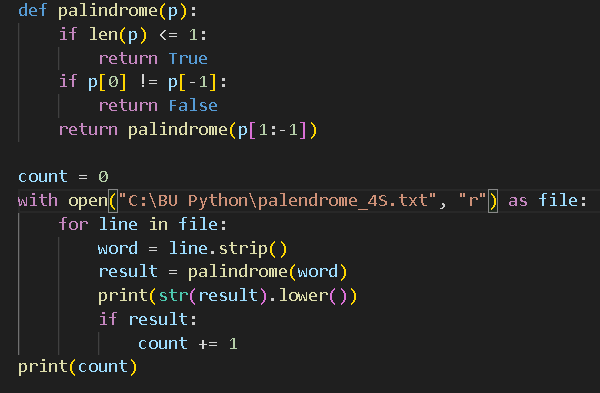 def palindrome(p):
    if len(p) <= 1:
        return True
    if p[0] != p[-1]:
        return False
    return palindrome(p[1:-1])

count = 0
with open("C:\BU Python\palendrome_4S.txt", "r") as file:
    for line in file:
        word = line.strip()
        result = palindrome(word)
        print(str(result).lower())
        if result:
            count += 1
print(count)